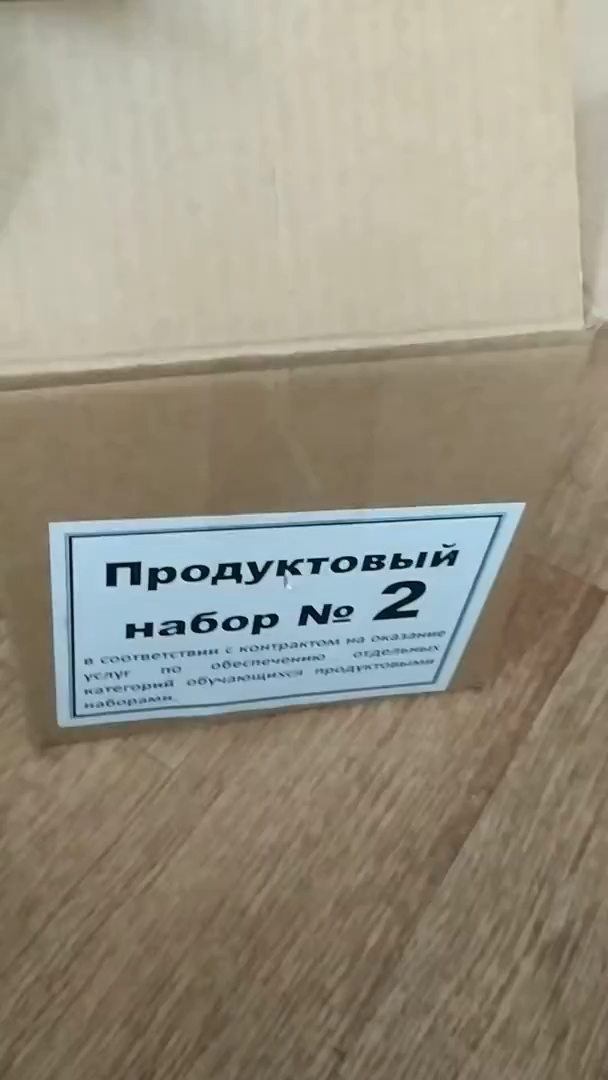 Продуктовый
набор № 2
в соответствии с контрактом на оказание
услуг по обеспечению отдельных
категорий обучающихся продуктовыми
наборами.